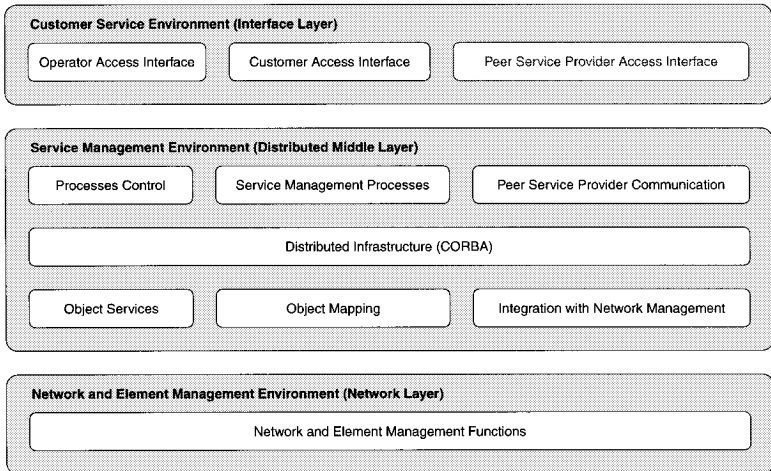 Customer Service Environment (Interface Layer)
Operator Access Interface
Customer Access Interface
Peer Service Provider Access Interface
Service Management Environment (Distributed Middle Layer)
Processes Control
Service Management Processes
Peer Service Provider Communication
Distributed Infrastructure (CORBA)
Object Services
Object Mapping
Integration with Network Management
Network and Element Management Environment (Network Layer)
Network and Element Management Functions